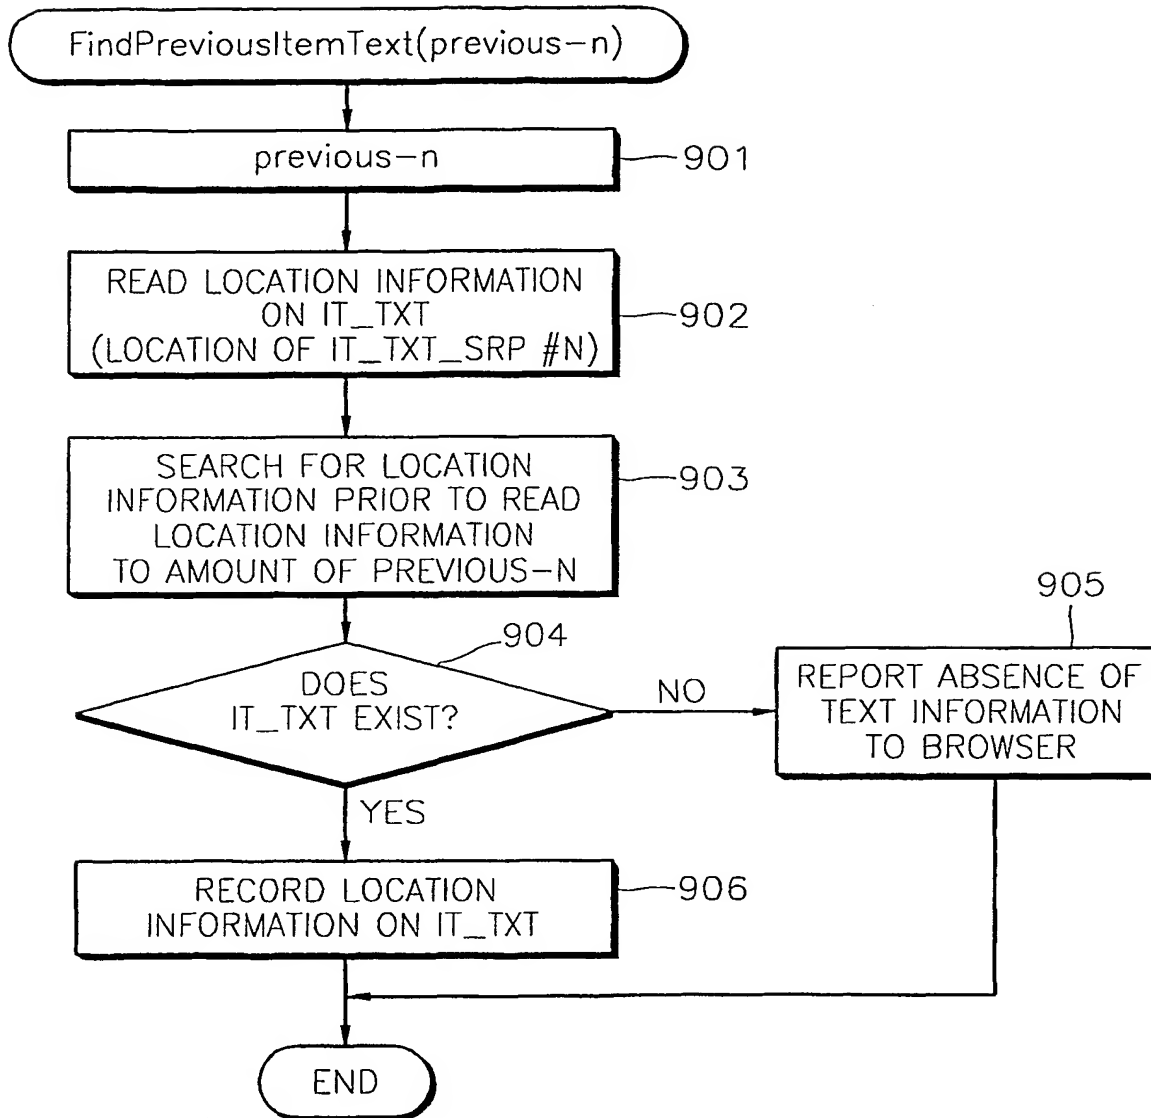 FindPreviousItemText(previous-n)
previous-n
901
READ LOCATION INFORMATION
ON IT_TXT
(LOCATION OF IT_TXT_SRP #N)
902
SEARCH FOR LOCATION
INFORMATION PRIOR TO READ
LOCATION INFORMATION
TO AMOUNT OF PREVIOUS-N
903
904
DOES
IT_TXT EXIST?
NO
905
REPORT ABSENCE OF
TEXT INFORMATION
TO BROWSER
YES
RECORD LOCATION
INFORMATION ON IT_TXT
906
END